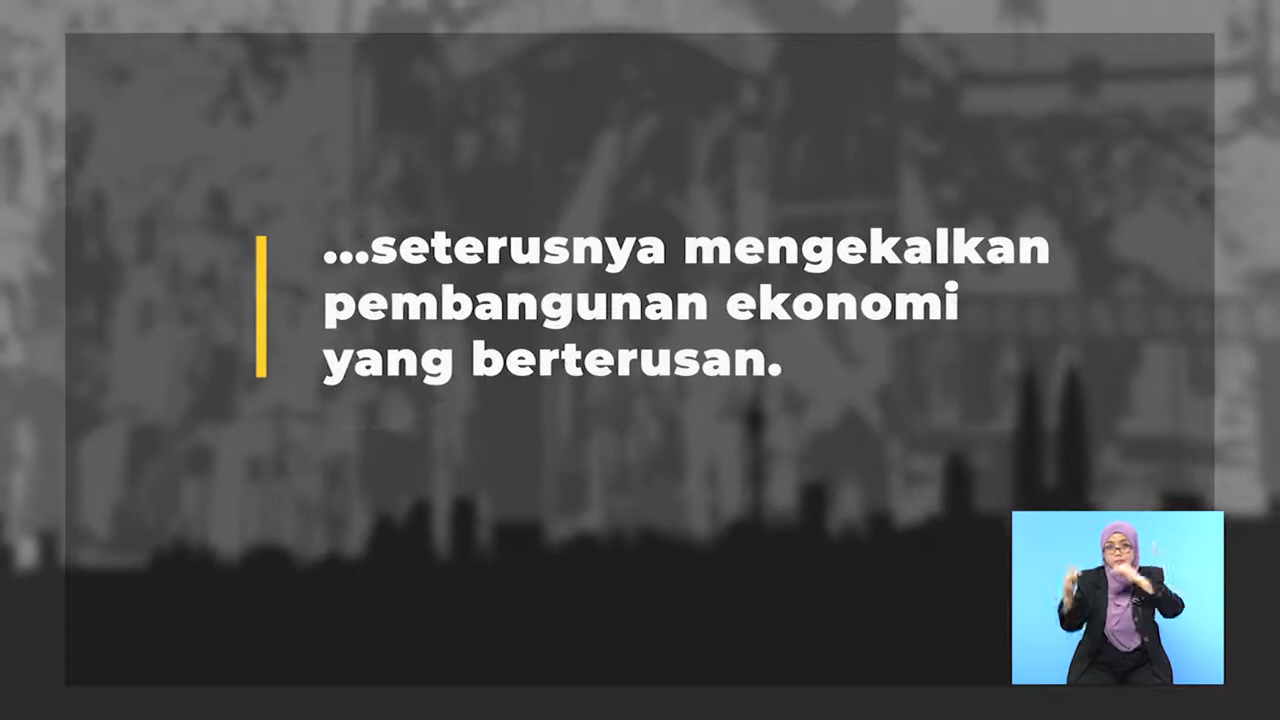 ...seterusnya mengekalkan
pembangunan ekonomi
yang berterusan.